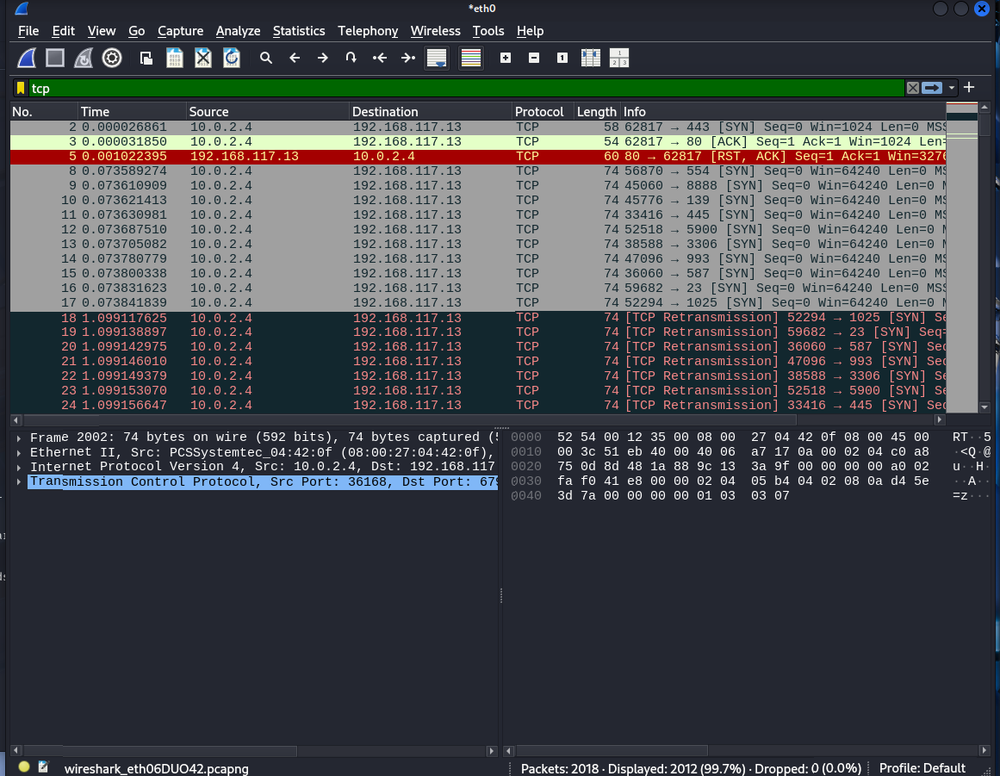 *eth0
File Edit View Go Capture Analyze Statistics Telephony Wireless Tools Help
tcp
No. Time Source Destination Protocol Length Info
2 0.000026861 10.0.2.4 192.168.117.13 TCP 58 62817 → 443 [SYN] Seq=0 Win=1024 Len=0 MSS
3 0.000031850 10.0.2.4 192.168.117.13 TCP 54 62817 → 80 [ACK] Seq=1 Ack=1 Win=1024 Len=
5 0.001022395 192.168.117.13 10.0.2.4 TCP 60 80 → 62817 [RST, ACK] Seq=1 Ack=1 Win=3276
8 0.073589274 10.0.2.4 192.168.117.13 TCP 74 56870 → 554 [SYN] Seq=0 Win=64240 Len=0 MS
9 0.073610909 10.0.2.4 192.168.117.13 TCP 74 45060 → 8888 [SYN] Seq=0 Win=64240 Len=0 M
10 0.073621413 10.0.2.4 192.168.117.13 TCP 74 45776 → 139 [SYN] Seq=0 Win=64240 Len=0 MS
11 0.073630981 10.0.2.4 192.168.117.13 TCP 74 33416 → 445 [SYN] Seq=0 Win=64240 Len=0 MS
12 0.073687510 10.0.2.4 192.168.117.13 TCP 74 52518 → 5900 [SYN] Seq=0 Win=64240 Len=0 M
13 0.073705082 10.0.2.4 192.168.117.13 TCP 74 38588 → 3306 [SYN] Seq=0 Win=64240 Len=0 M
14 0.073780779 10.0.2.4 192.168.117.13 TCP 74 47096 → 993 [SYN] Seq=0 Win=64240 Len=0 MS
15 0.073800338 10.0.2.4 192.168.117.13 TCP 74 36060 → 587 [SYN] Seq=0 Win=64240 Len=0 MS
16 0.073831623 10.0.2.4 192.168.117.13 TCP 74 59682 → 23 [SYN] Seq=0 Win=64240 Len=0 MSS
17 0.073841839 10.0.2.4 192.168.117.13 TCP 74 52294 → 1025 [SYN] Seq=0 Win=64240 Len=0 M
18 1.099117625 10.0.2.4 192.168.117.13 TCP 74 [TCP Retransmission] 52294 → 1025 [SYN] Se
19 1.099138897 10.0.2.4 192.168.117.13 TCP 74 [TCP Retransmission] 59682 → 23 [SYN] Seq=
20 1.099142975 10.0.2.4 192.168.117.13 TCP 74 [TCP Retransmission] 36060 → 587 [SYN] Seq
21 1.099146010 10.0.2.4 192.168.117.13 TCP 74 [TCP Retransmission] 47096 → 993 [SYN] Seq
22 1.099149379 10.0.2.4 192.168.117.13 TCP 74 [TCP Retransmission] 38588 → 3306 [SYN] Se
23 1.099153070 10.0.2.4 192.168.117.13 TCP 74 [TCP Retransmission] 52518 → 5900 [SYN] Se
24 1.099156647 10.0.2.4 192.168.117.13 TCP 74 [TCP Retransmission] 33416 → 445 [SYN] Seq
Frame 2002: 74 bytes on wire (592 bits), 74 bytes captured (5
Ethernet II, Src: PCSSystemtec_04:42:0f (08:00:27:04:42:0f),
Internet Protocol Version 4, Src: 10.0.2.4, Dst: 192.168.117
Transmission Control Protocol, Src Port: 36168, Dst Port: 679
0000 52 54 00 12 35 00 08 00 27 04 42 0f 08 00 45 00 RT··5
0010 00 3c 51 eb 40 00 40 06 a7 17 0a 00 02 04 c0 a8 ·<Q·@
0020 75 0d 8d 48 1a 88 9c 13 3a 9f 00 00 00 00 a0 02 u··H·
0030 fa f0 41 e8 00 00 02 04 05 b4 04 02 08 0a d4 5e ··A··
0040 3d 7a 00 00 00 00 01 03 03 07 =z···
wireshark_eth06DUO42.pcapng
Packets: 2018 · Displayed: 2012 (99.7%) · Dropped: 0 (0.0%)
Profile: Default